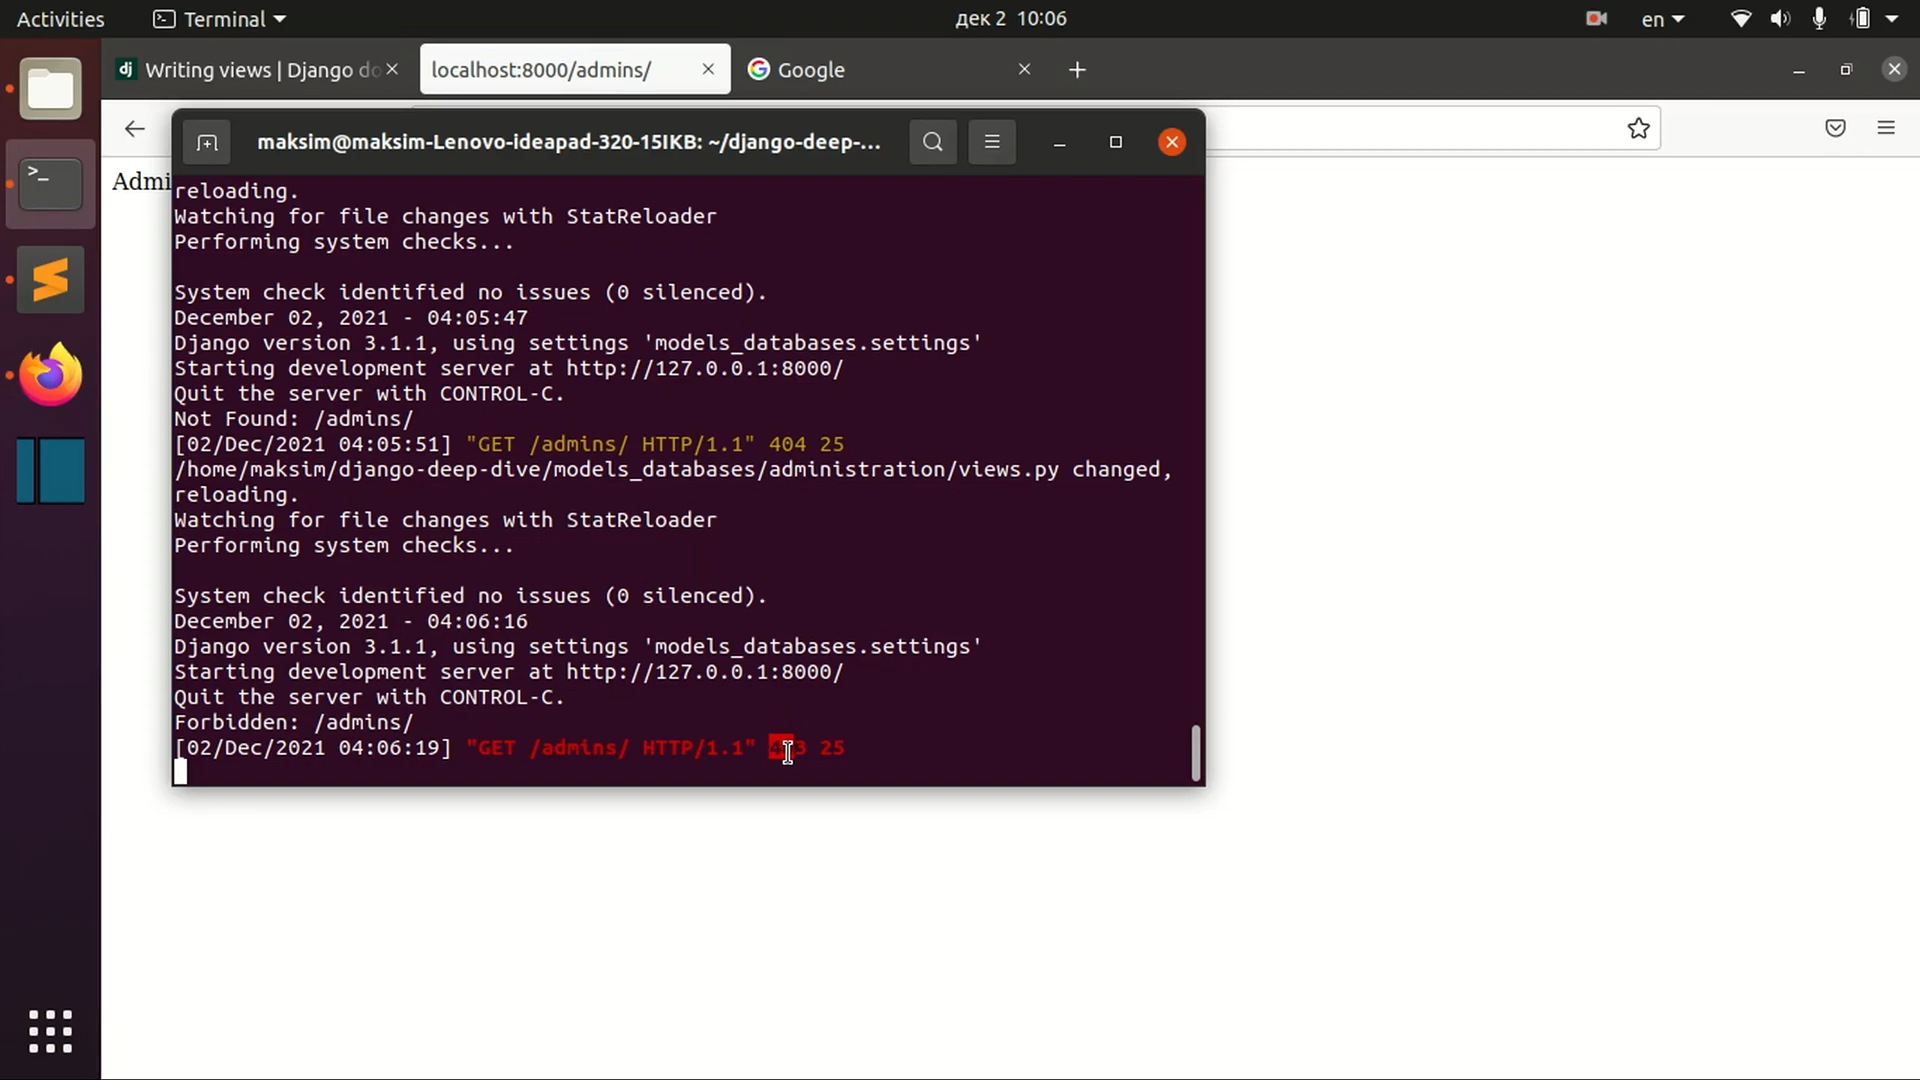 Activities
Terminal
дек 2 10:06
en
Writing views | Django do
localhost:8000/admins/
Google
maksim@maksim-Lenovo-ideapad-320-15IKB: ~/django-deep-...
Admi
reloading.
Watching for file changes with StatReloader
Performing system checks...
System check identified no issues (0 silenced).
December 02, 2021 - 04:05:47
Django version 3.1.1, using settings 'models_databases.settings'
Starting development server at http://127.0.0.1:8000/
Quit the server with CONTROL-C.
Not Found: /admins/
[02/Dec/2021 04:05:51] "GET /admins/ HTTP/1.1" 404 25
/home/maksim/django-deep-dive/models_databases/administration/views.py changed,
reloading.
Watching for file changes with StatReloader
Performing system checks...
System check identified no issues (0 silenced).
December 02, 2021 - 04:06:16
Django version 3.1.1, using settings 'models_databases.settings'
Starting development server at http://127.0.0.1:8000/
Quit the server with CONTROL-C.
Forbidden: /admins/
[02/Dec/2021 04:06:19] "GET /admins/ HTTP/1.1" 403 25